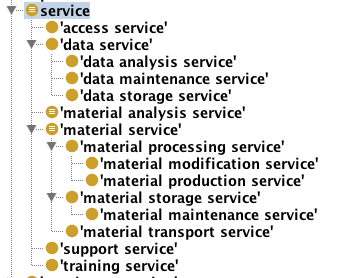 service
'access service'
'data service'
'data analysis service'
'data maintenance service'
'data storage service'
'material analysis service'
'material service'
'material processing service'
'material modification service'
'material production service'
'material storage service'
'material maintenance service'
'material transport service'
'support service'
'training service'